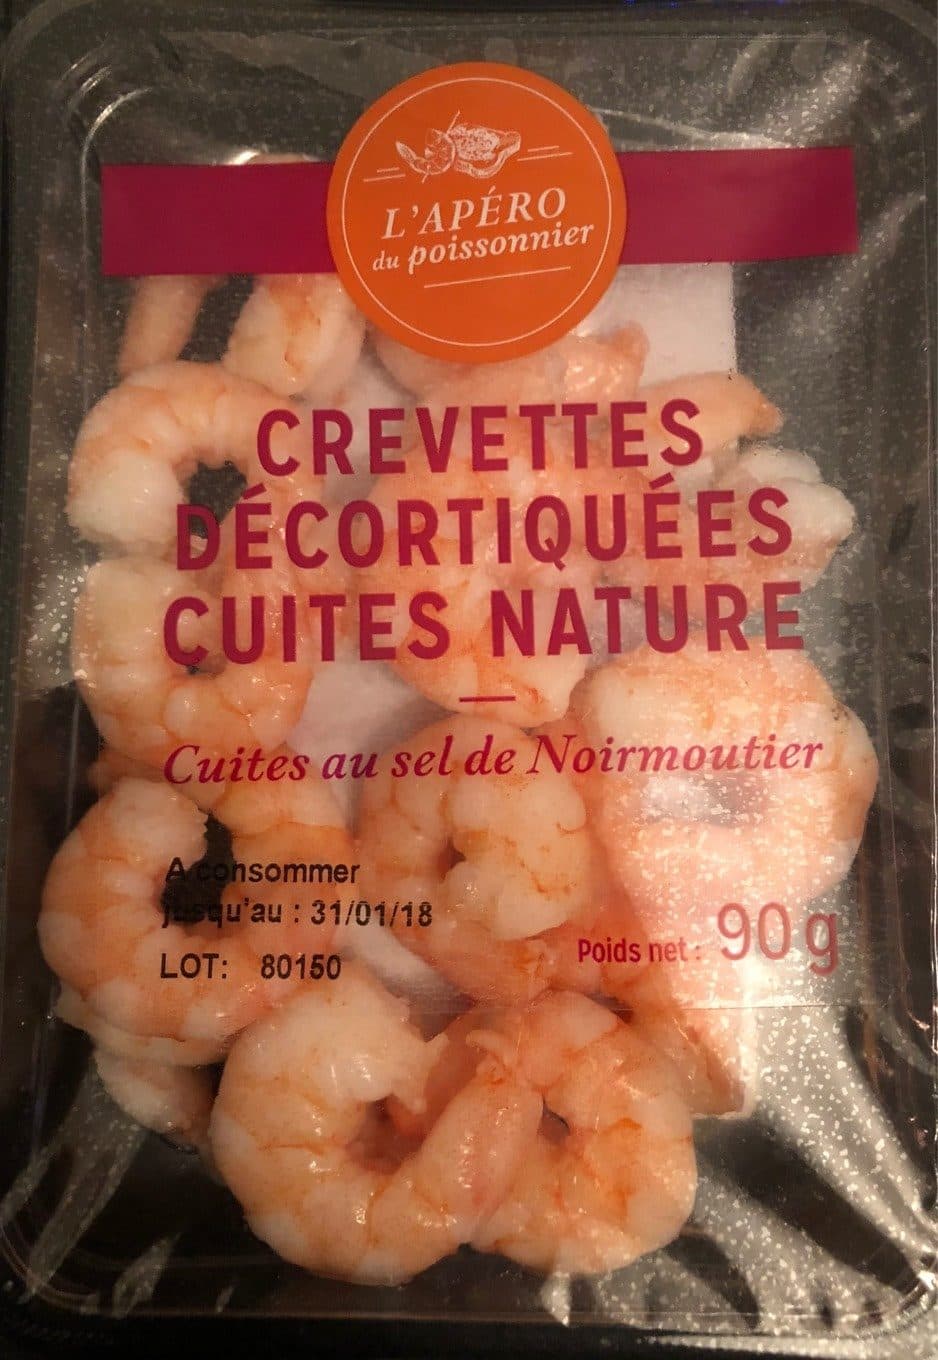 L'APÉRO
du poissonnier
CREVETTES
DÉCORTIQUÉES
CUITES NATURE
Cuites au sel de Noirmoutier
A consommer
jusqu'au : 31/01/18
LOT: 80150
Poids net : 90 g